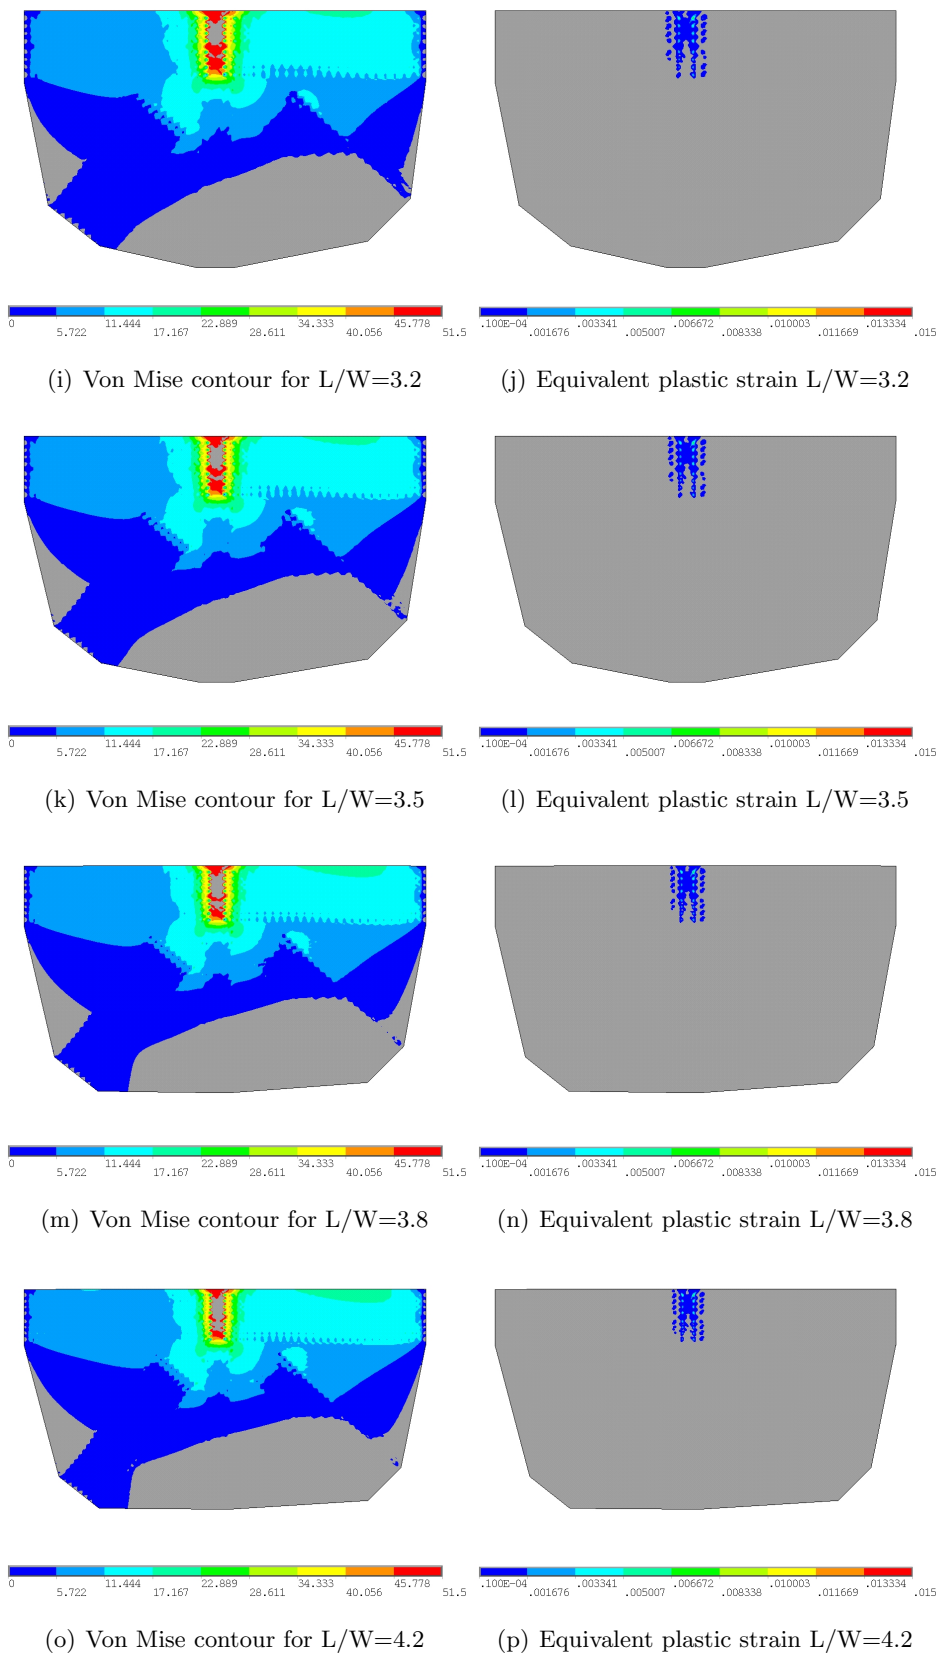 0 11.444 22.889 34.333 45.778
5.722 17.167 28.611 40.056 51.5
.100E-04 .003341 .006672 .010003 .013334
.001676 .005007 .008338 .011669 .015
(i) Von Mise contour for L/W=3.2
(j) Equivalent plastic strain L/W=3.2
0 11.444 22.889 34.333 45.778
5.722 17.167 28.611 40.056 51.5
.100E-04 .003341 .006672 .010003 .013334
.001676 .005007 .008338 .011669 .015
(k) Von Mise contour for L/W=3.5
(l) Equivalent plastic strain L/W=3.5
0 11.444 22.889 34.333 45.778
5.722 17.167 28.611 40.056 51.5
.100E-04 .003341 .006672 .010003 .013334
.001676 .005007 .008338 .011669 .015
(m) Von Mise contour for L/W=3.8
(n) Equivalent plastic strain L/W=3.8
0 11.444 22.889 34.333 45.778
5.722 17.167 28.611 40.056 51.5
.100E-04 .003341 .006672 .010003 .013334
.001676 .005007 .008338 .011669 .015
(o) Von Mise contour for L/W=4.2
(p) Equivalent plastic strain L/W=4.2